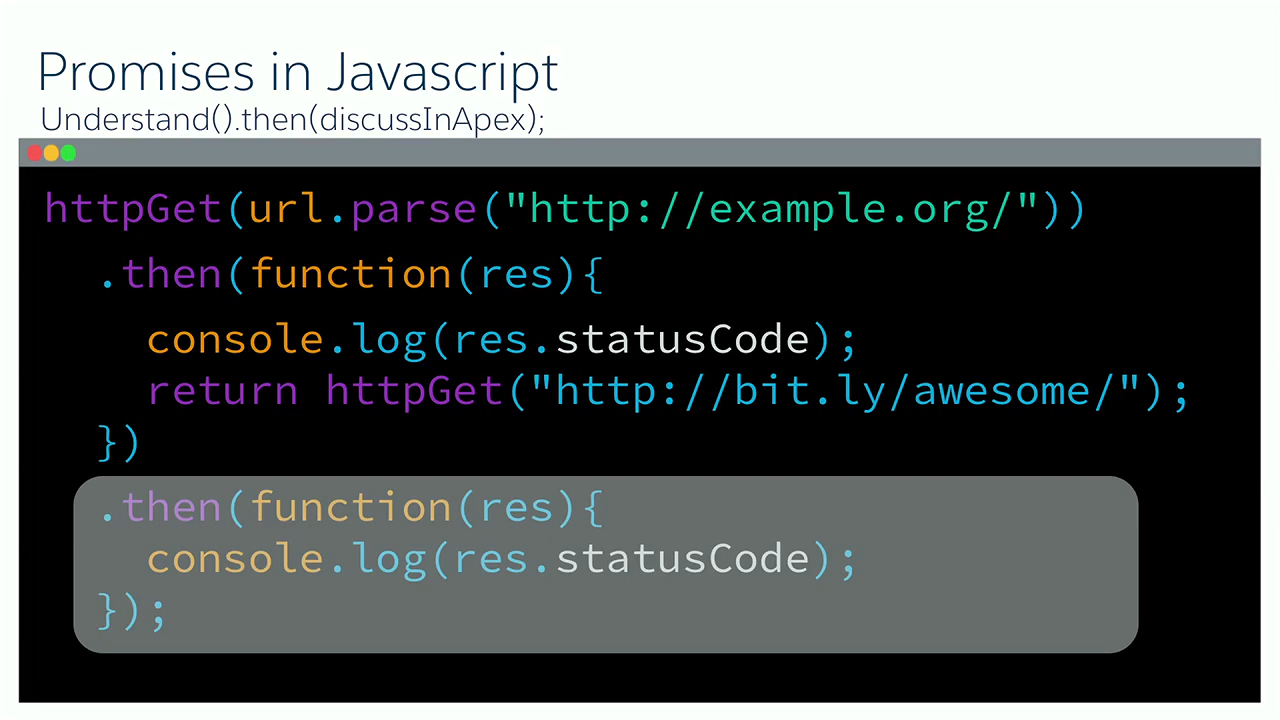 Promises in Javascript
Understand().then(discussInApex);
httpGet(url.parse("http://example.org/"))
.then(function(res){
console.log(res.statusCode);
return httpGet("http://bit.ly/awesome/");
})
.then(function(res){
console.log(res.statusCode);
});